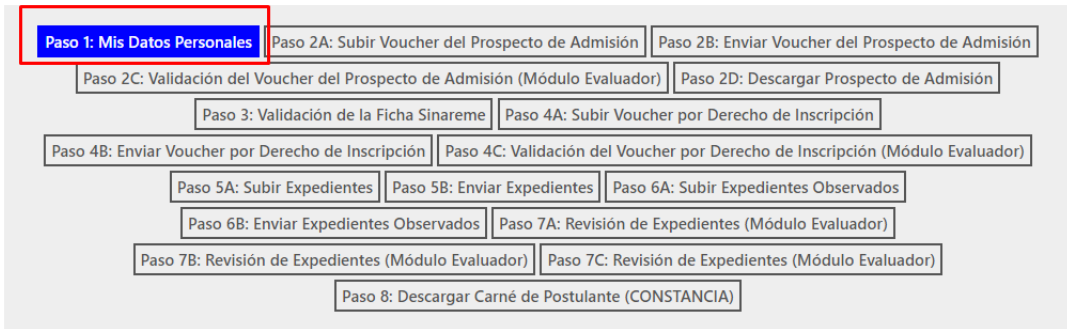 Paso 1: Mis Datos Personales Paso 2A: Subir Voucher del Prospecto de Admisión Paso 2B: Enviar Voucher del Prospecto de Admisión
Paso 2C: Validación del Voucher del Prospecto de Admisión (Módulo Evaluador) Paso 2D: Descargar Prospecto de Admisión
Paso 3: Validación de la Ficha Sinareme Paso 4A: Subir Voucher por Derecho de Inscripción
Paso 4B: Enviar Voucher por Derecho de Inscripción Paso 4C: Validación del Voucher por Derecho de Inscripción (Módulo Evaluador)
Paso 5A: Subir Expedientes Paso 5B: Enviar Expedientes Paso 6A: Subir Expedientes Observados
Paso 6B: Enviar Expedientes Observados Paso 7A: Revisión de Expedientes (Módulo Evaluador)
Paso 7B: Revisión de Expedientes (Módulo Evaluador) Paso 7C: Revisión de Expedientes (Módulo Evaluador)
Paso 8: Descargar Carné de Postulante (CONSTANCIA)